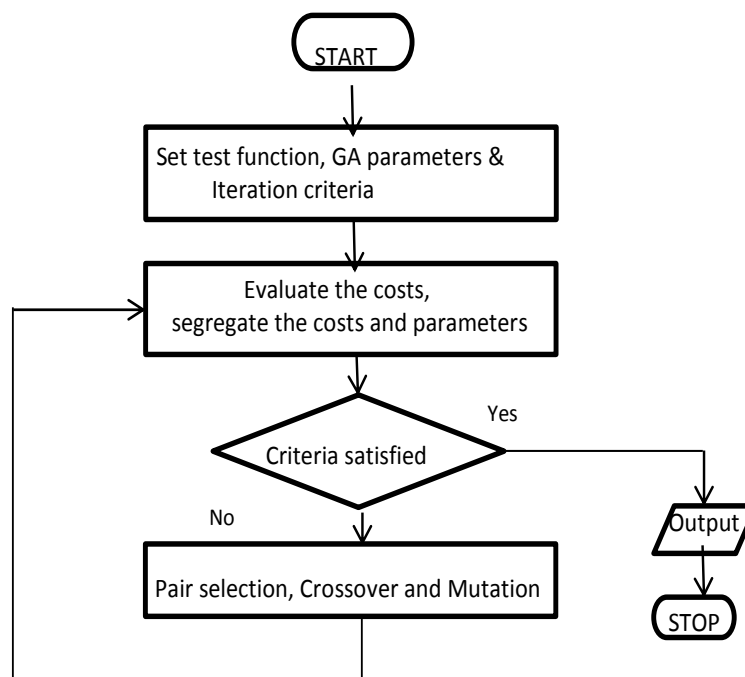 START
Set test function, GA parameters &
Iteration criteria
Evaluate the costs,
segregate the costs and parameters
Yes
Criteria satisfied
No
Output
Pair selection, Crossover and Mutation
STOP